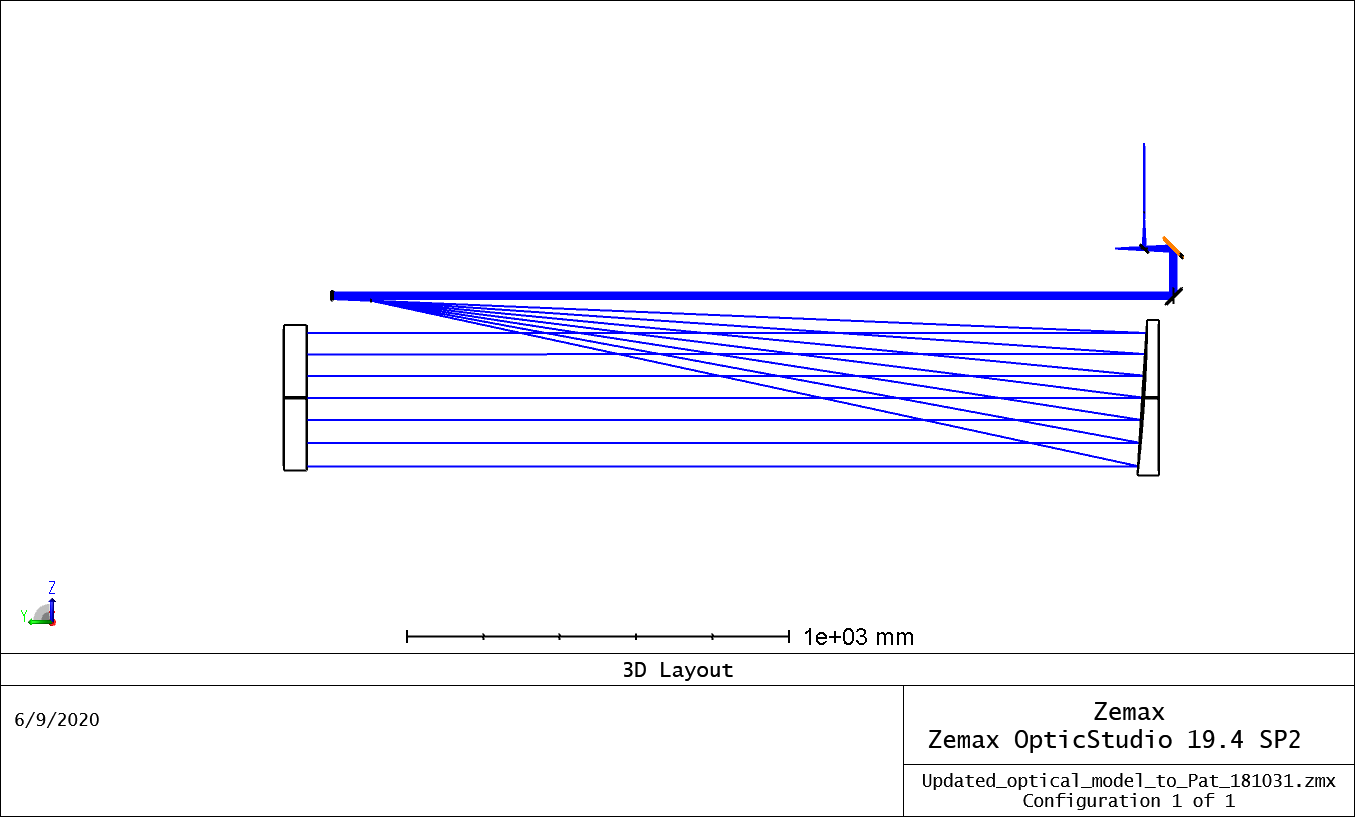 Z
Y
1e+03 mm
3D Layout
6/9/2020
Zemax
Zemax OpticStudio 19.4 SP2
Updated_optical_model_to_Pat_181031.zmx
Configuration 1 of 1